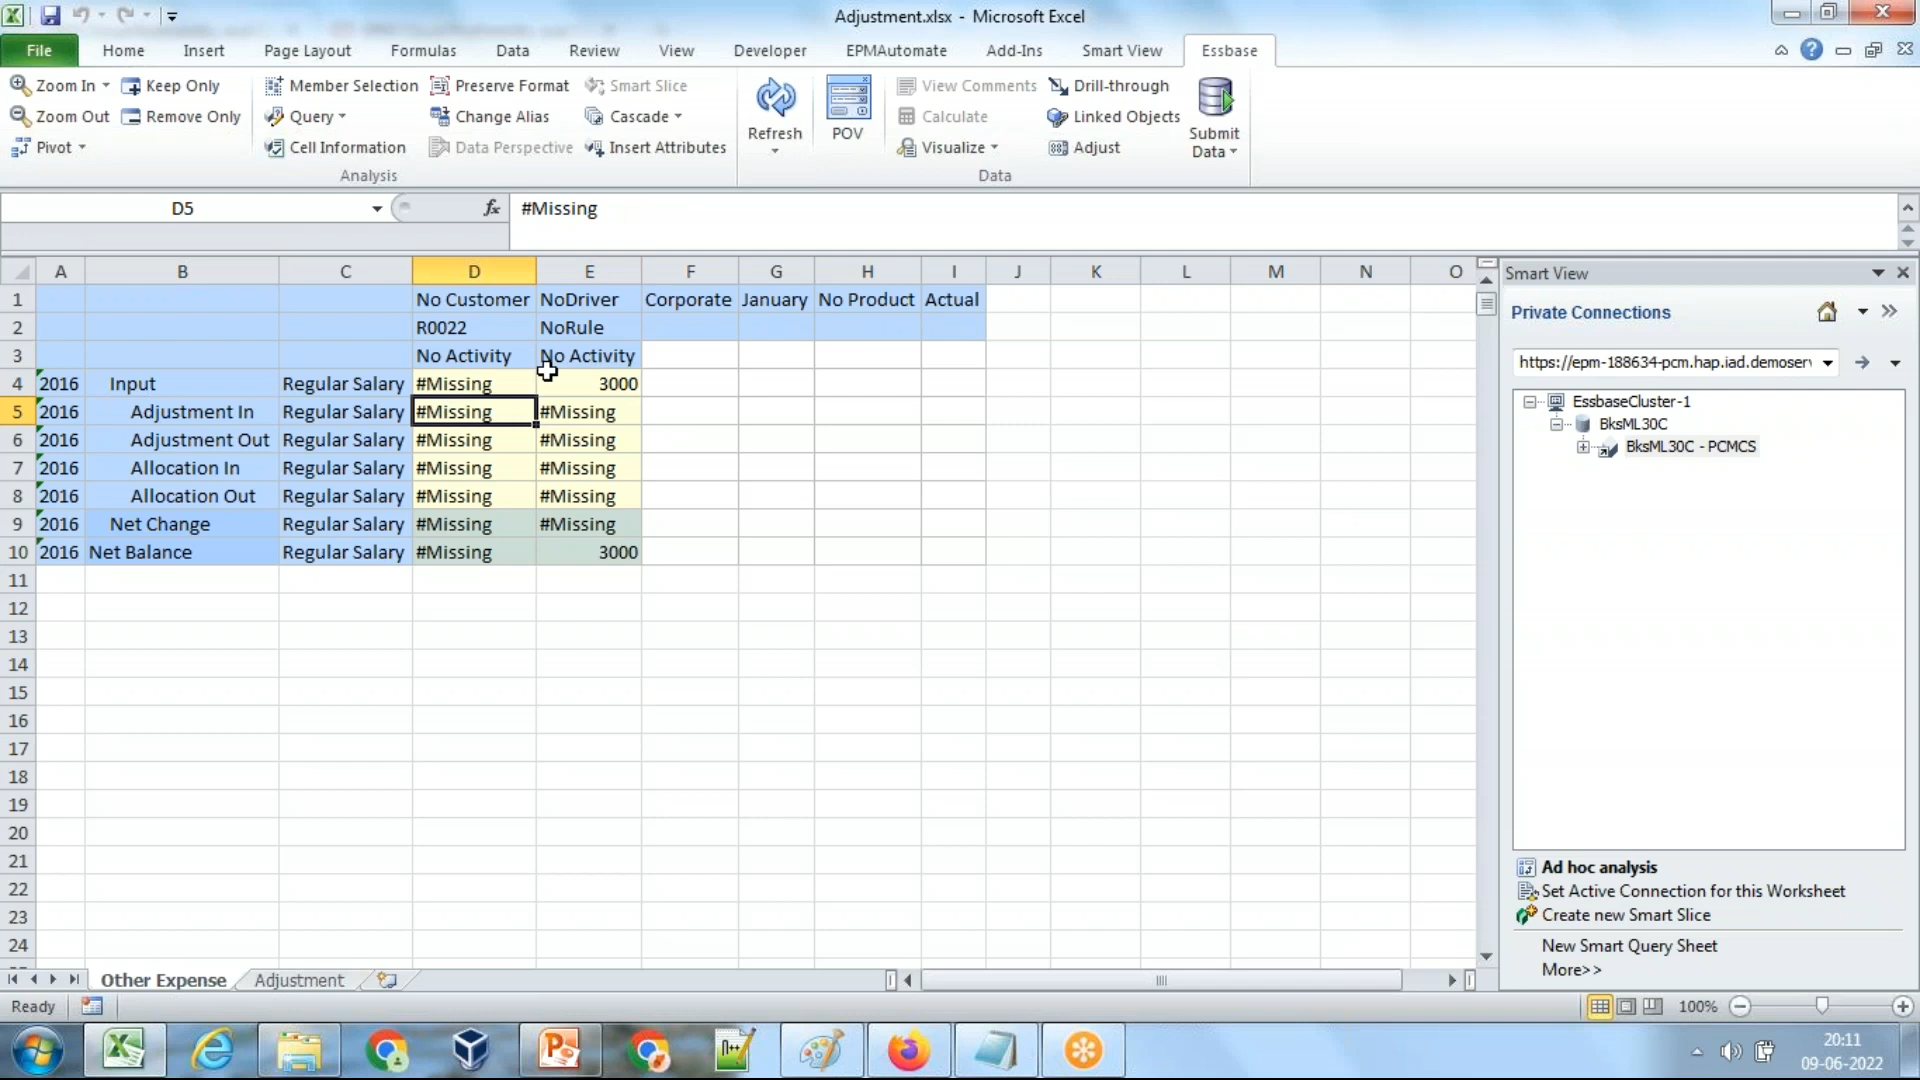 Adjustment.xlsx - Microsoft Excel
File Home Insert Page Layout Formulas Data Review View Developer EPMAutomate Add-Ins Smart View Essbase
Zoom In Keep Only Member Selection Preserve Format Smart Slice View Comments Drill-through
Zoom Out Remove Only Query Change Alias Cascade Refresh POV Calculate Linked Objects Submit Data
Pivot Cell Information Data Perspective Insert Attributes Visualize Adjust
Analysis Data
D5 fx #Missing
A B C D E F G H I J K L M N O
1 No Customer NoDriver Corporate January No Product Actual
2 R0022 NoRule
3 No Activity No Activity
4 2016 Input Regular Salary #Missing 3000
5 2016 Adjustment In Regular Salary #Missing #Missing
6 2016 Adjustment Out Regular Salary #Missing #Missing
7 2016 Allocation In Regular Salary #Missing #Missing
8 2016 Allocation Out Regular Salary #Missing #Missing
9 2016 Net Change Regular Salary #Missing #Missing
10 2016 Net Balance Regular Salary #Missing 3000
11
12
13
14
15
16
17
18
19
20
21
22
23
24
Smart View
Private Connections
https://epm-188634-pcm.hap.iad.demoserv
EssbaseCluster-1
BksML30C
BksML30C - PCMCS
Ad hoc analysis
Set Active Connection for this Worksheet
Create new Smart Slice
New Smart Query Sheet
More>>
Other Expense Adjustment
Ready 100%
20:11
09-06-2022